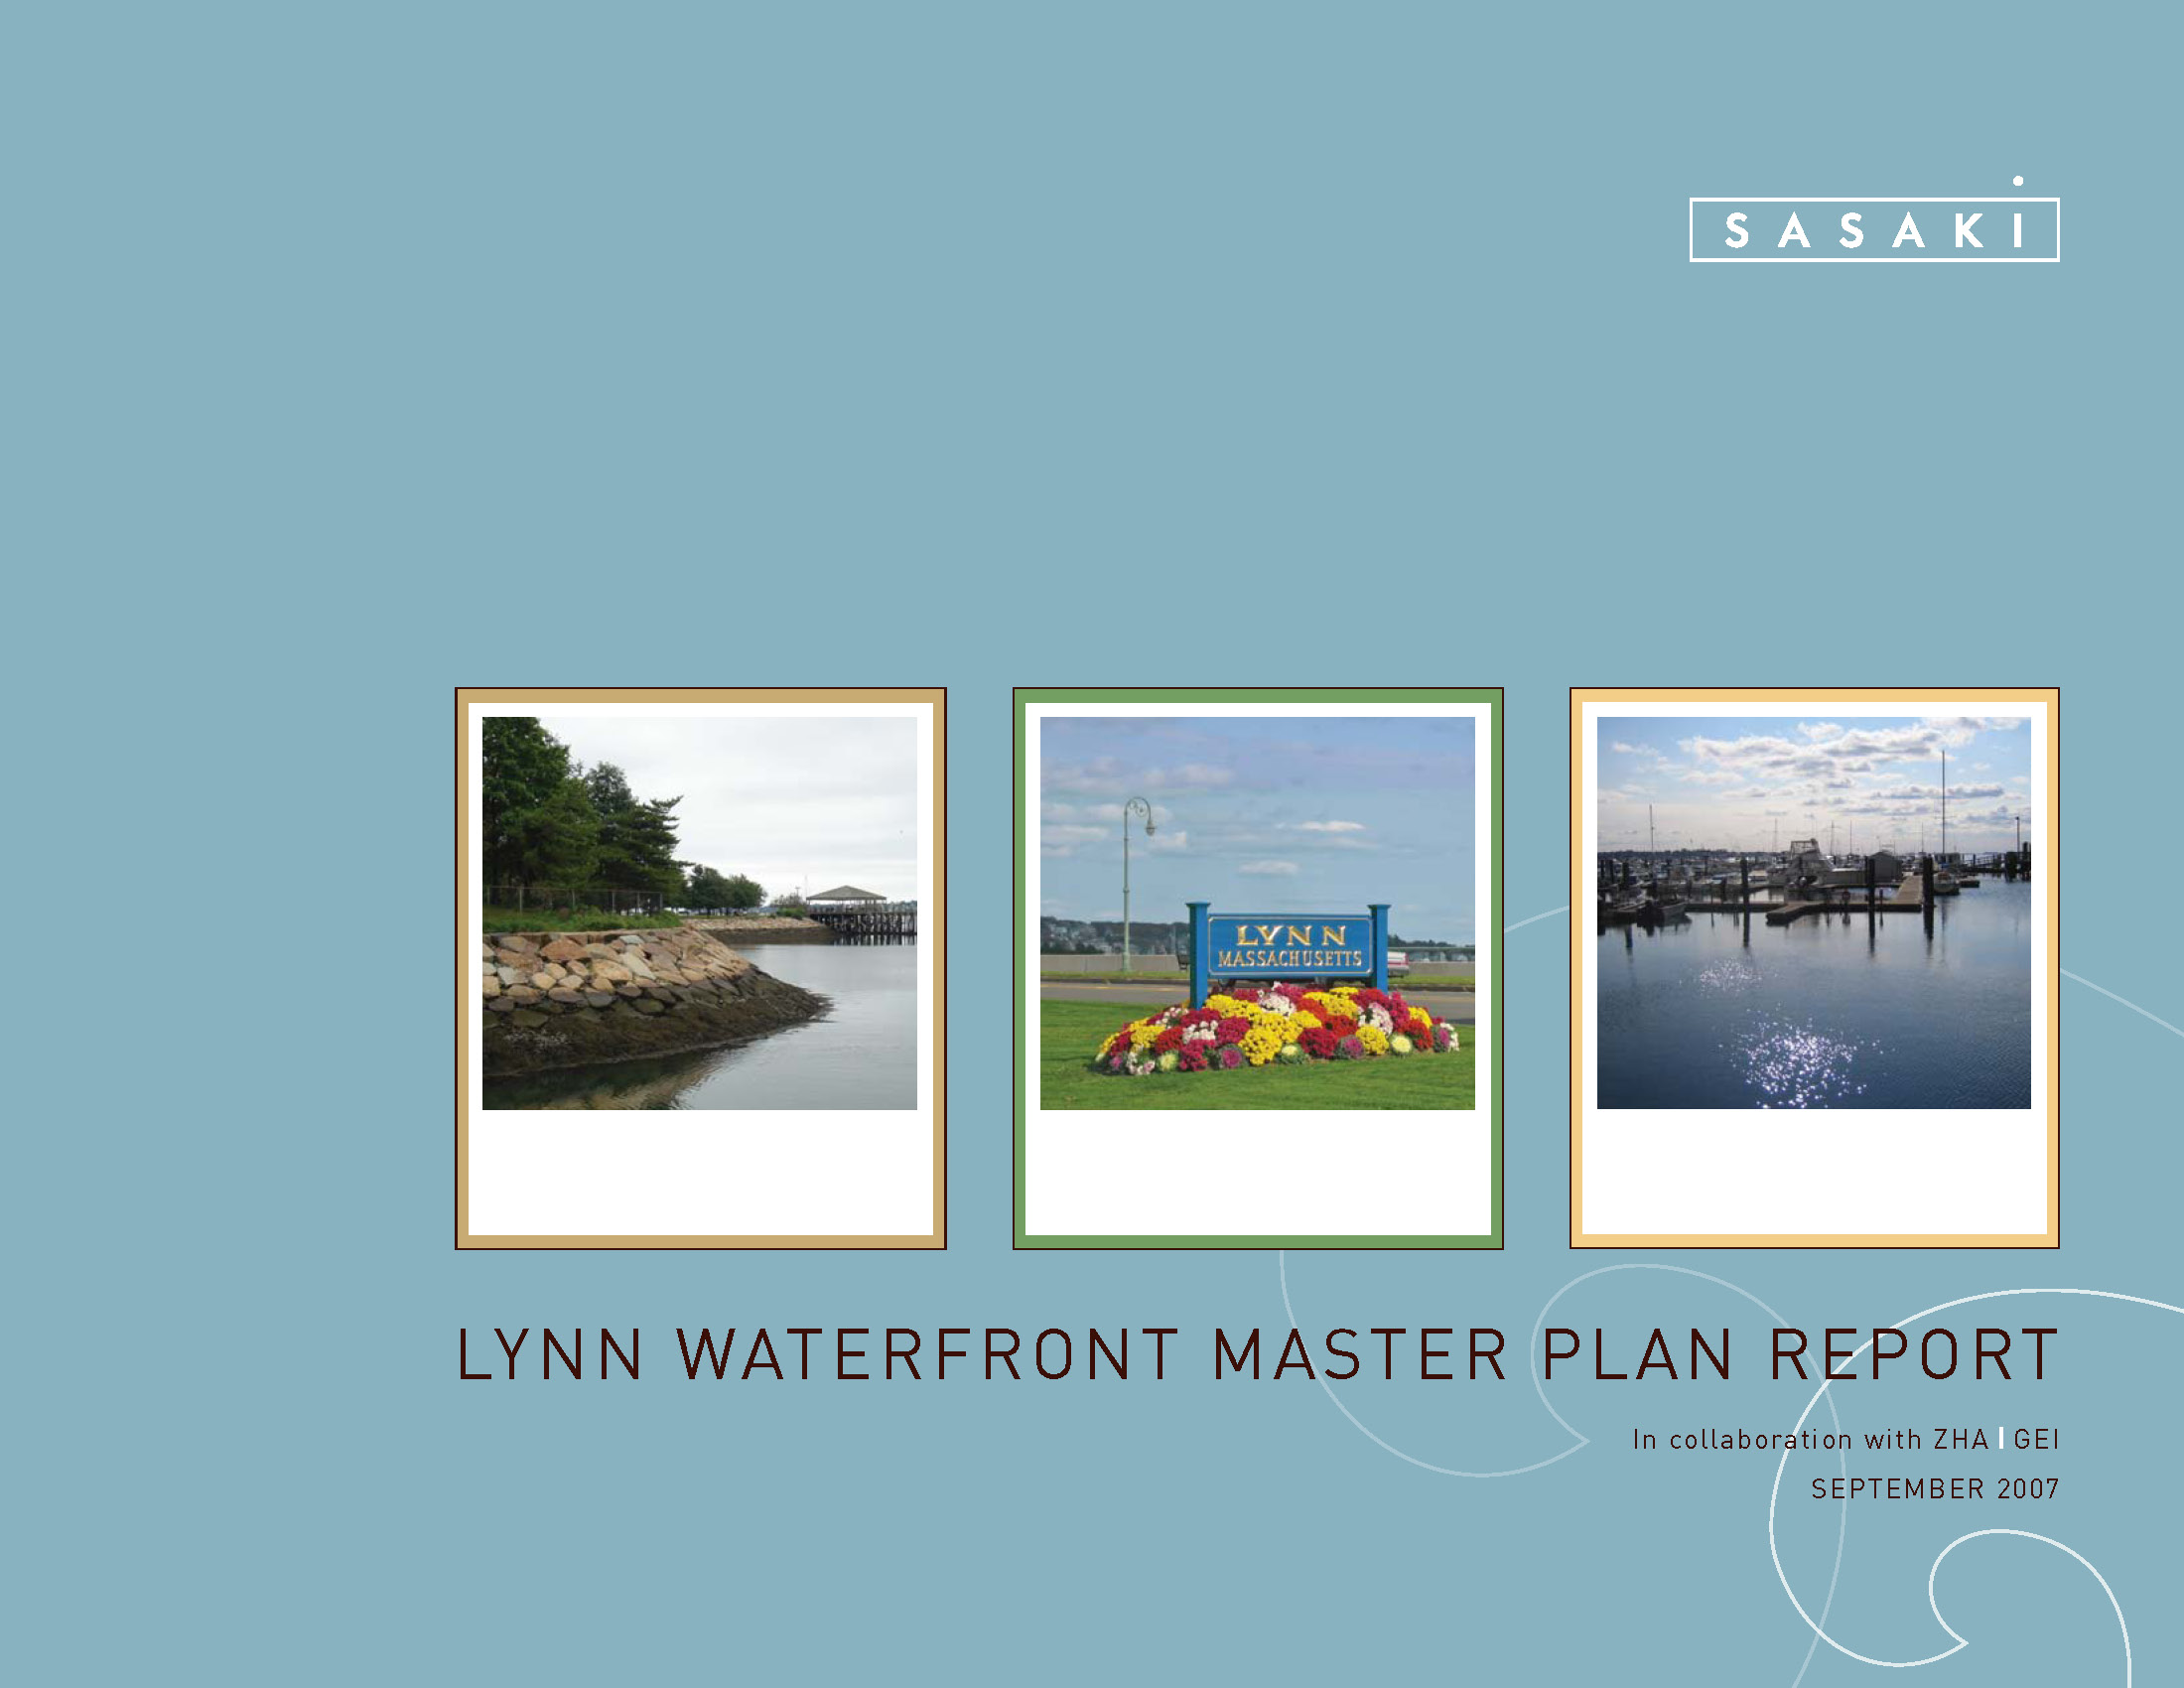 SASAKI
LYNN
MASSACHUSETTS
LYNN WATERFRONT MASTER PLAN REPORT
In collaboration with ZHA | GEI
SEPTEMBER 2007